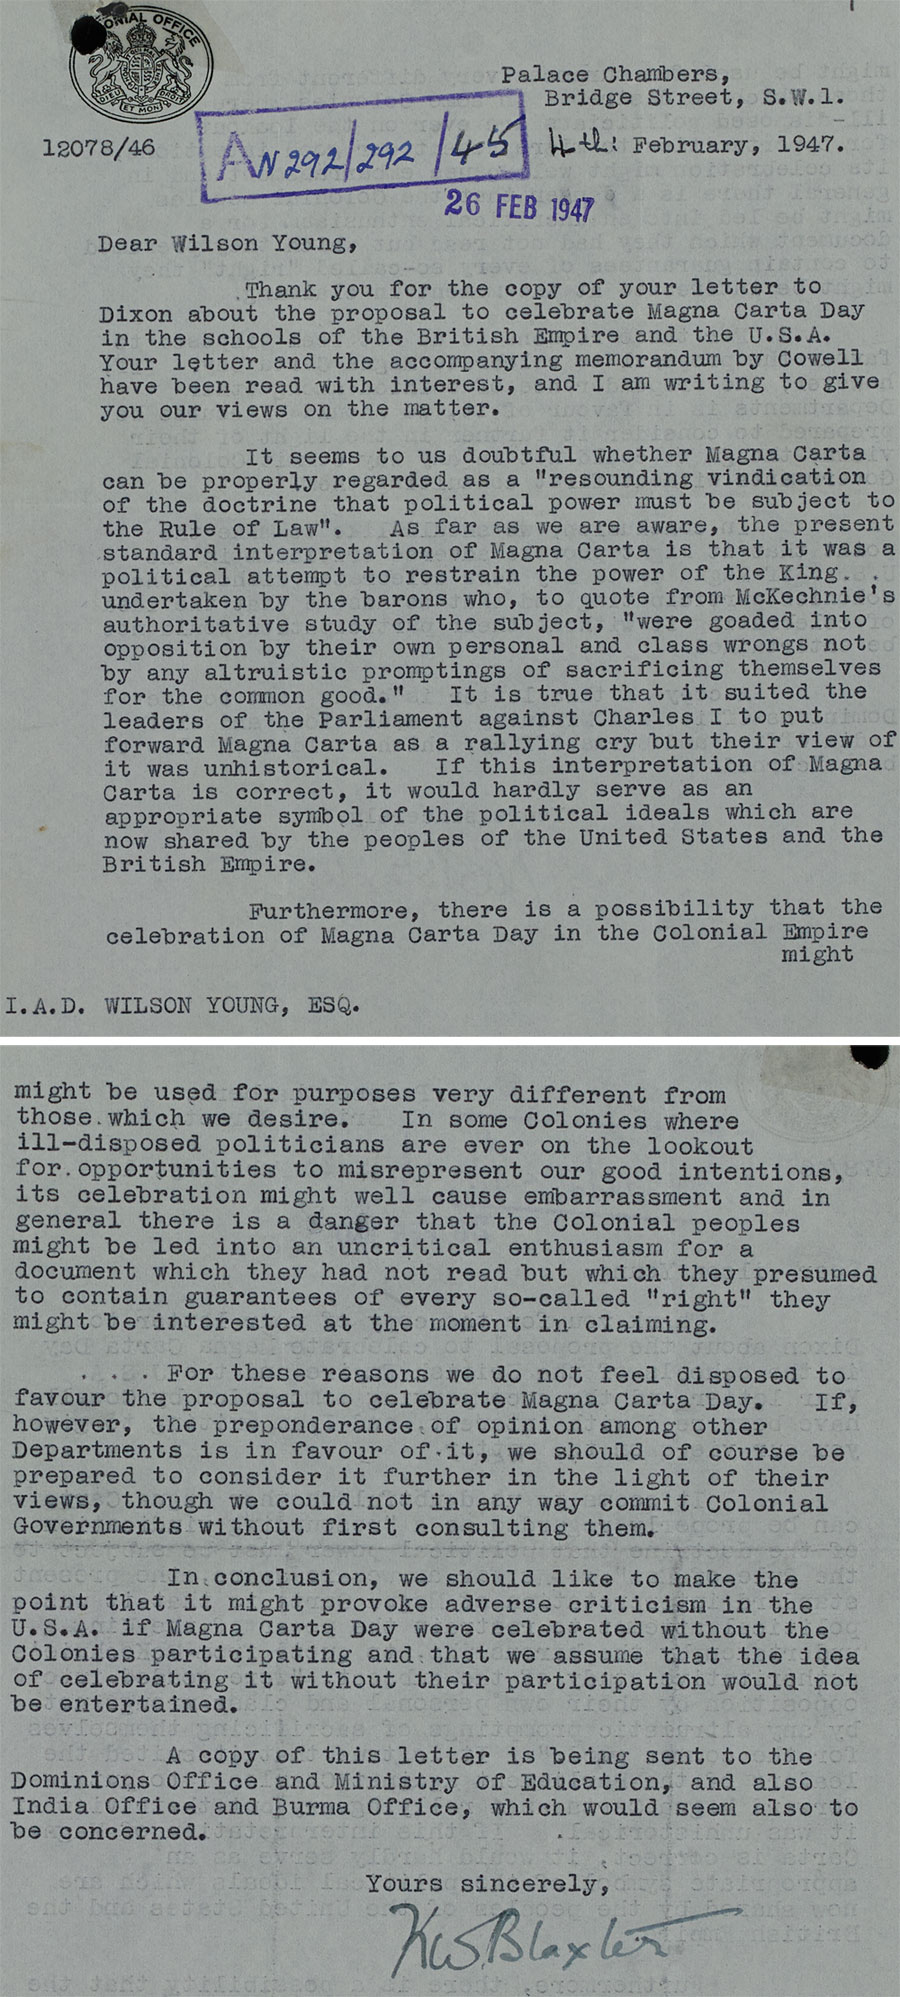 COLONIAL OFFICE
DIEU ET MON DROIT
Palace Chambers,
Bridge Street, S.W.1.
12078/46
AN 292/292/45
4th: February, 1947.
26 FEB 1947
Dear Wilson Young,
Thank you for the copy of your letter to
Dixon about the proposal to celebrate Magna Carta Day
in the schools of the British Empire and the U.S.A.
Your letter and the accompanying memorandum by Cowell
have been read with interest, and I am writing to give
you our views on the matter.
It seems to us doubtful whether Magna Carta
can be properly regarded as a "resounding vindication
of the doctrine that political power must be subject to
the Rule of Law". As far as we are aware, the present
standard interpretation of Magna Carta is that it was a
political attempt to restrain the power of the King
undertaken by the barons who, to quote from McKechnie's
authoritative study of the subject, "were goaded into
opposition by their own personal and class wrongs not
by any altruistic promptings of sacrificing themselves
for the common good." It is true that it suited the
leaders of the Parliament against Charles I to put
forward Magna Carta as a rallying cry but their view of
it was unhistorical. If this interpretation of Magna
Carta is correct, it would hardly serve as an
appropriate symbol of the political ideals which are
now shared by the peoples of the United States and the
British Empire.
Furthermore, there is a possibility that the
celebration of Magna Carta Day in the Colonial Empire
might
I.A.D. WILSON YOUNG, ESQ.
might be used for purposes very different from
those which we desire. In some Colonies where
ill-disposed politicians are ever on the lookout
for opportunities to misrepresent our good intentions,
its celebration might well cause embarrassment and in
general there is a danger that the Colonial peoples
might be led into an uncritical enthusiasm for a
document which they had not read but which they presumed
to contain guarantees of every so-called "right" they
might be interested at the moment in claiming.
For these reasons we do not feel disposed to
favour the proposal to celebrate Magna Carta Day. If,
however, the preponderance of opinion among other
Departments is in favour of it, we should of course be
prepared to consider it further in the light of their
views, though we could not in any way commit Colonial
Governments without first consulting them.
In conclusion, we should like to make the
point that it might provoke adverse criticism in the
U.S.A. if Magna Carta Day were celebrated without the
Colonies participating and that we assume that the idea
of celebrating it without their participation would not
be entertained.
A copy of this letter is being sent to the
Dominions Office and Ministry of Education, and also
India Office and Burma Office, which would seem also to
be concerned.
Yours sincerely,
KWBlaxter